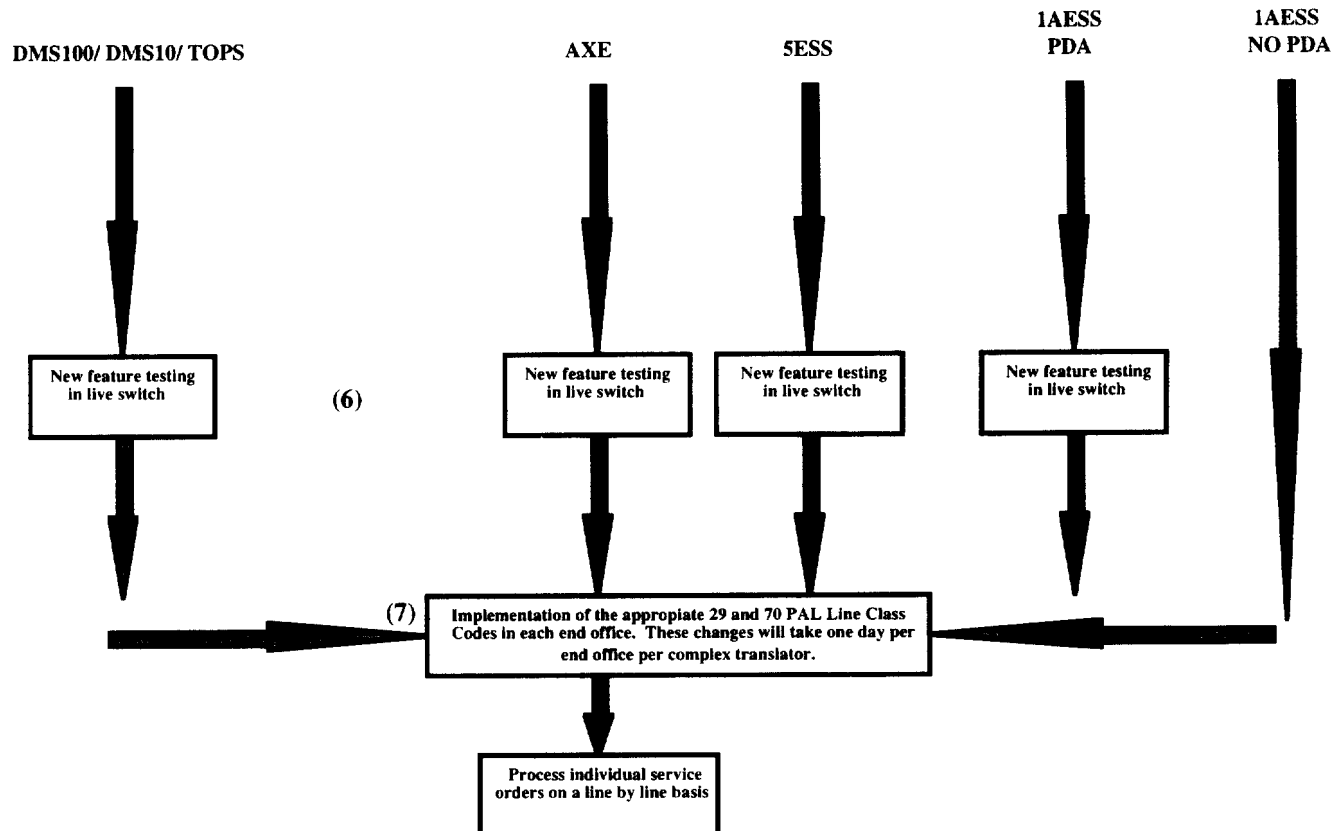 1AESS
PDA
1AESS
NO PDA
DMS100/ DMS10/ TOPS
AXE
5ESS
New feature testing
in live switch
(6)
New feature testing
in live switch
New feature testing
in live switch
New feature testing
in live switch
(7)
Implementation of the appropiate 29 and 70 PAL Line Class
Codes in each end office. These changes will take one day per
end office per complex translator.
Process individual service
orders on a line by line basis